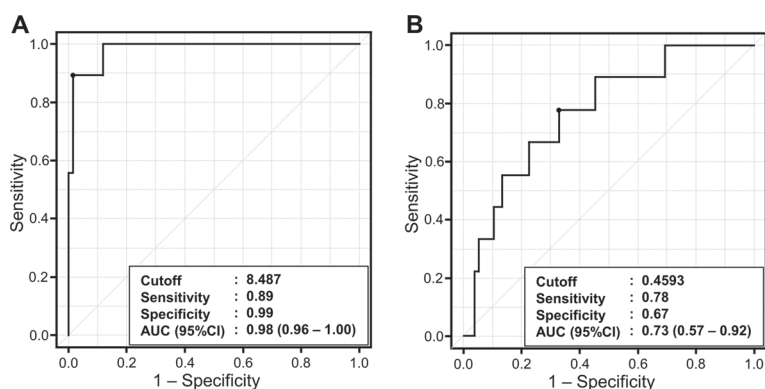 A
Sensitivity
1.0
0.8
0.6
0.4
0.2
0.0
Cutoff : 8.487
Sensitivity : 0.89
Specificity : 0.99
AUC (95%CI) : 0.98 (0.96 – 1.00)
0.0 0.2 0.4 0.6 0.8 1.0
1 – Specificity
B
Sensitivity
1.0
0.8
0.6
0.4
0.2
0.0
Cutoff : 0.4593
Sensitivity : 0.78
Specificity : 0.67
AUC (95%CI) : 0.73 (0.57 – 0.92)
0.0 0.2 0.4 0.6 0.8 1.0
1 – Specificity